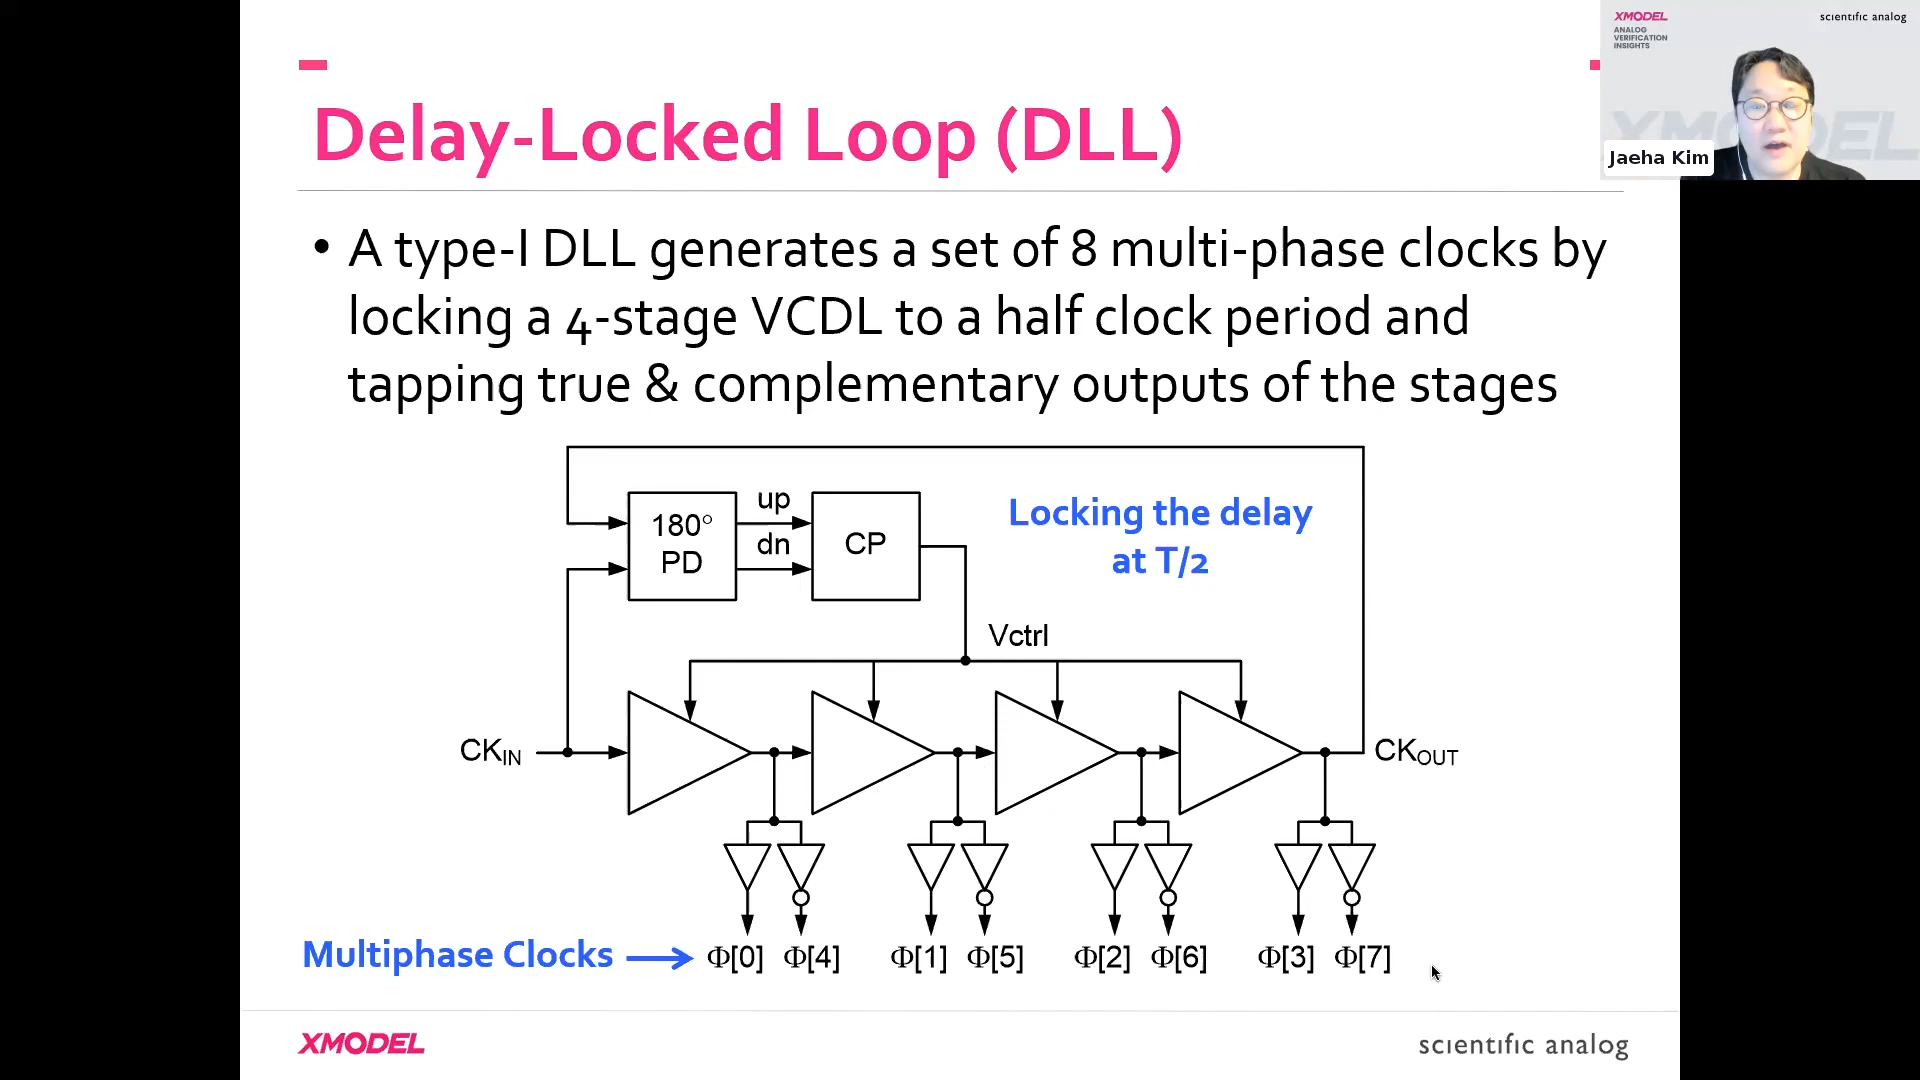 XMODEL
scientific analog
ANALOG
VERIFICATION
INSIGHTS
XMODEL
Jaeha Kim
Delay-Locked Loop (DLL)
• A type-I DLL generates a set of 8 multi-phase clocks by
locking a 4-stage VCDL to a half clock period and
tapping true & complementary outputs of the stages
180° PD
up
dn
CP
Locking the delay
at T/2
Vctrl
CKIN
CKOUT
Multiphase Clocks
Φ[0] Φ[4] Φ[1] Φ[5] Φ[2] Φ[6] Φ[3] Φ[7]
XMODEL
scientific analog